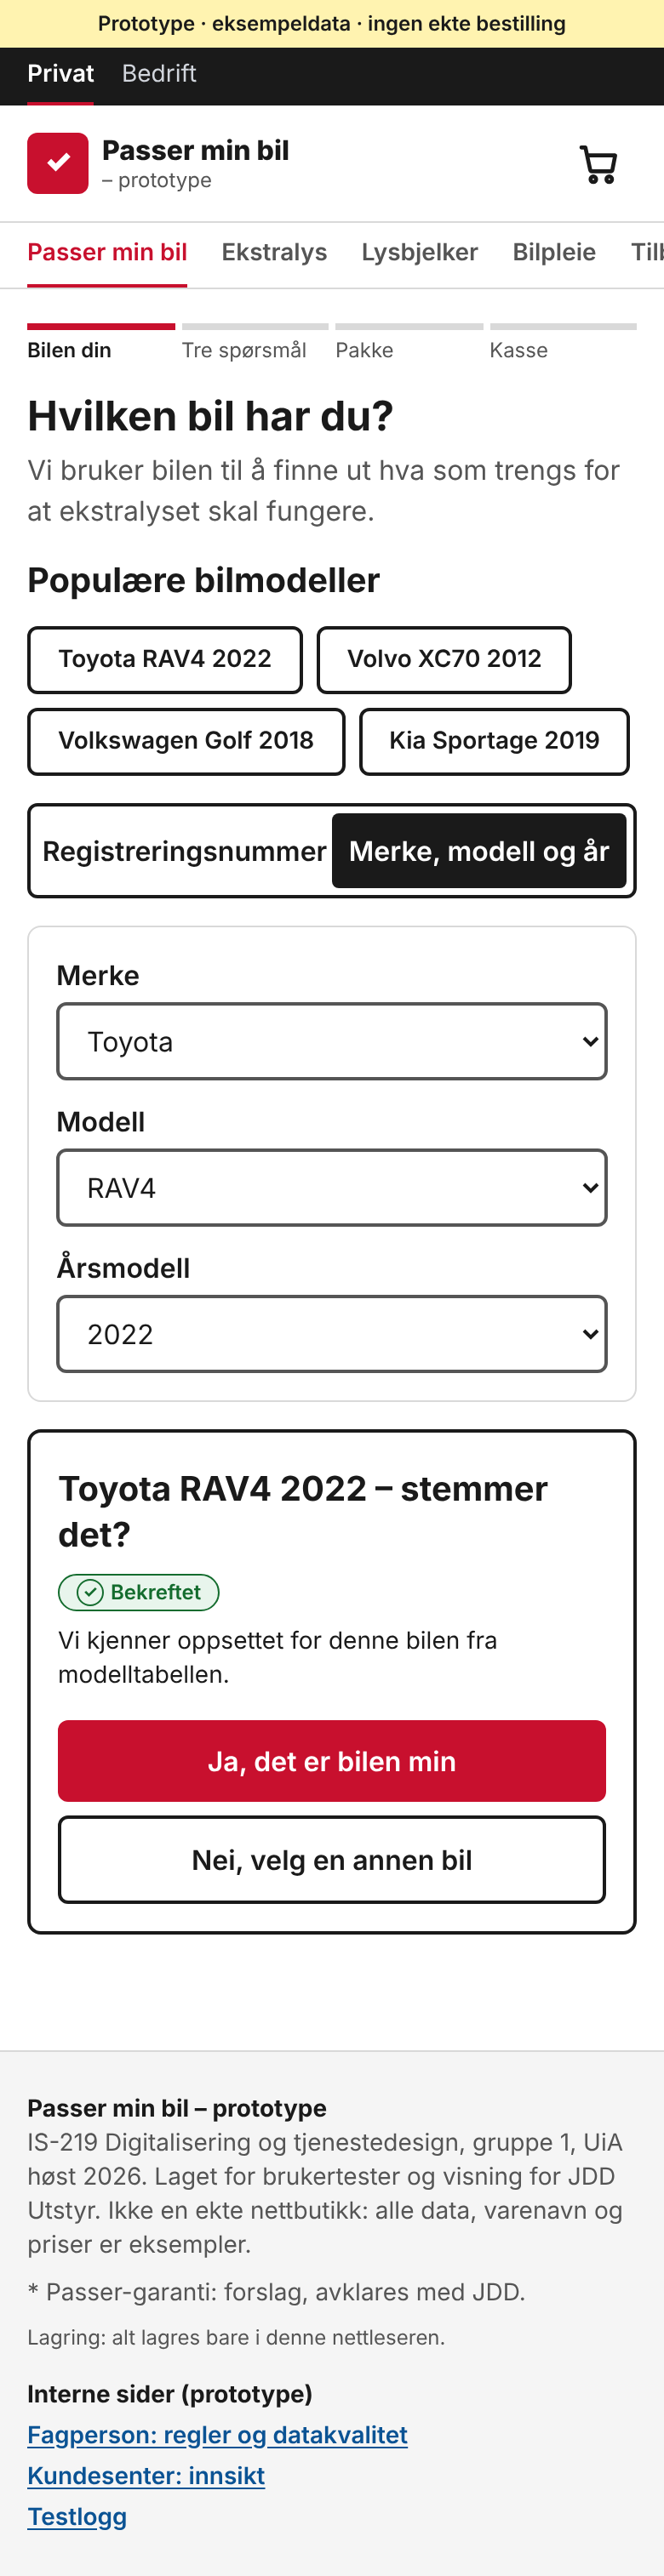 Prototype · eksempeldata · ingen ekte bestilling
Privat Bedrift
Passer min bil
– prototype
Passer min bil Ekstralys Lysbjelker Bilpleie Tilb
Bilen din Tre spørsmål Pakke Kasse
Hvilken bil har du?
Vi bruker bilen til å finne ut hva som trengs for
at ekstralyset skal fungere.
Populære bilmodeller
Toyota RAV4 2022 Volvo XC70 2012
Volkswagen Golf 2018 Kia Sportage 2019
Registreringsnummer Merke, modell og år
Merke
Toyota
Modell
RAV4
Årsmodell
2022
Toyota RAV4 2022 – stemmer
det?
Bekreftet
Vi kjenner oppsettet for denne bilen fra
modelltabellen.
Ja, det er bilen min
Nei, velg en annen bil
Passer min bil – prototype
IS-219 Digitalisering og tjenestedesign, gruppe 1, UiA
høst 2026. Laget for brukertester og visning for JDD
Utstyr. Ikke en ekte nettbutikk: alle data, varenavn og
priser er eksempler.
* Passer-garanti: forslag, avklares med JDD.
Lagring: alt lagres bare i denne nettleseren.
Interne sider (prototype)
Fagperson: regler og datakvalitet
Kundesenter: innsikt
Testlogg